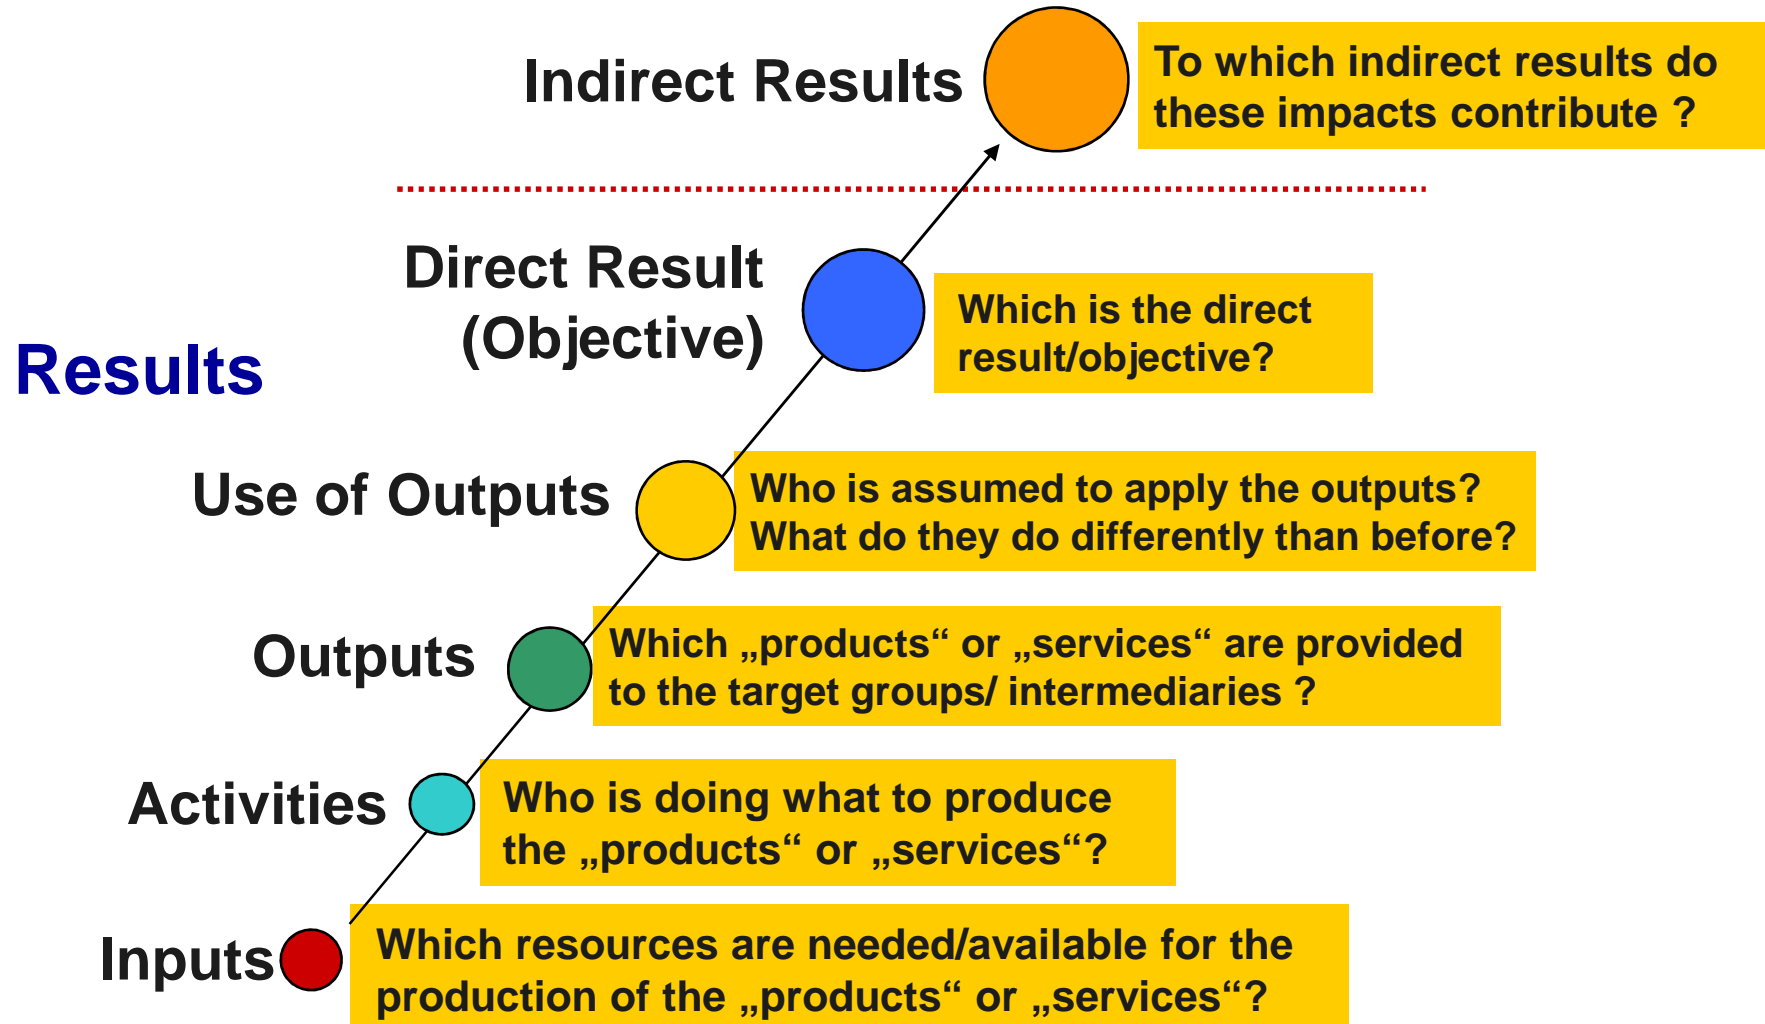 Indirect Results
To which indirect results do
these impacts contribute ?
Direct Result
(Objective)
Which is the direct
result/objective?
Results
Use of Outputs
Who is assumed to apply the outputs?
What do they do differently than before?
Outputs
Which „products“ or „services“ are provided
to the target groups/ intermediaries ?
Activities
Who is doing what to produce
the „products“ or „services“?
Inputs
Which resources are needed/available for the
production of the „products“ or „services“?